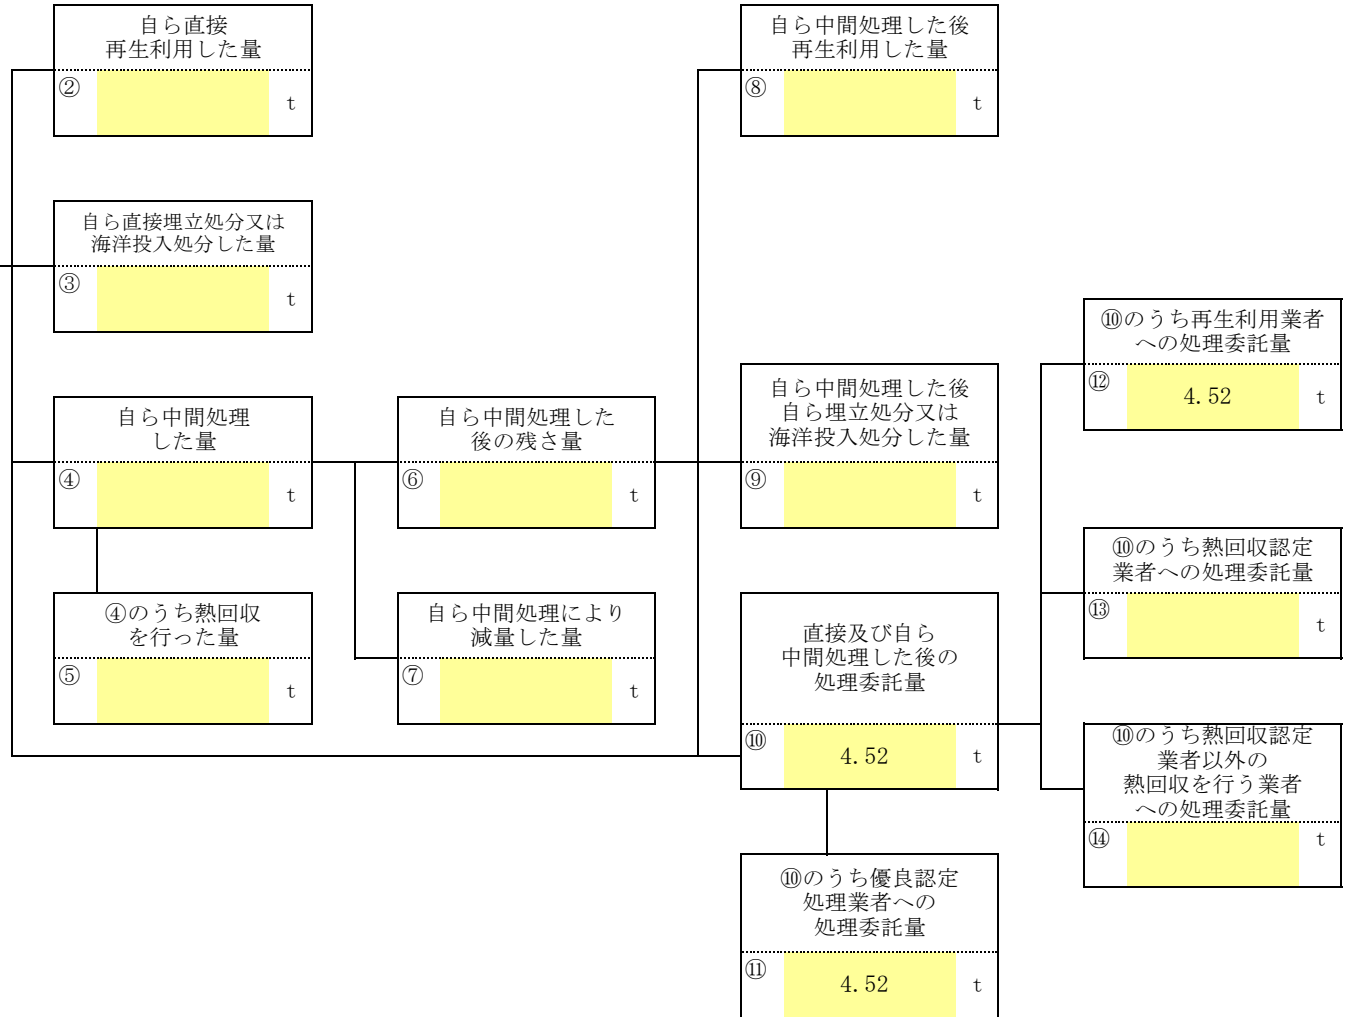 自ら直接
再生利用した量
②
t
自ら中間処理した後
再生利用した量
⑧
t
自ら直接埋立処分又は
海洋投入処分した量
③
t
⑩のうち再生利用業者
への処理委託量
⑫ 4.52 t
自ら中間処理
した量
④
t
自ら中間処理した
後の残さ量
⑥
t
自ら中間処理した後
自ら埋立処分又は
海洋投入処分した量
⑨
t
⑩のうち熱回収認定
業者への処理委託量
⑬
t
④のうち熱回収
を行った量
⑤
t
自ら中間処理により
減量した量
⑦
t
直接及び自ら
中間処理した後の
処理委託量
⑩ 4.52 t
⑩のうち熱回収認定
業者以外の
熱回収を行う業者
への処理委託量
⑭
t
⑩のうち優良認定
処理業者への
処理委託量
⑪ 4.52 t